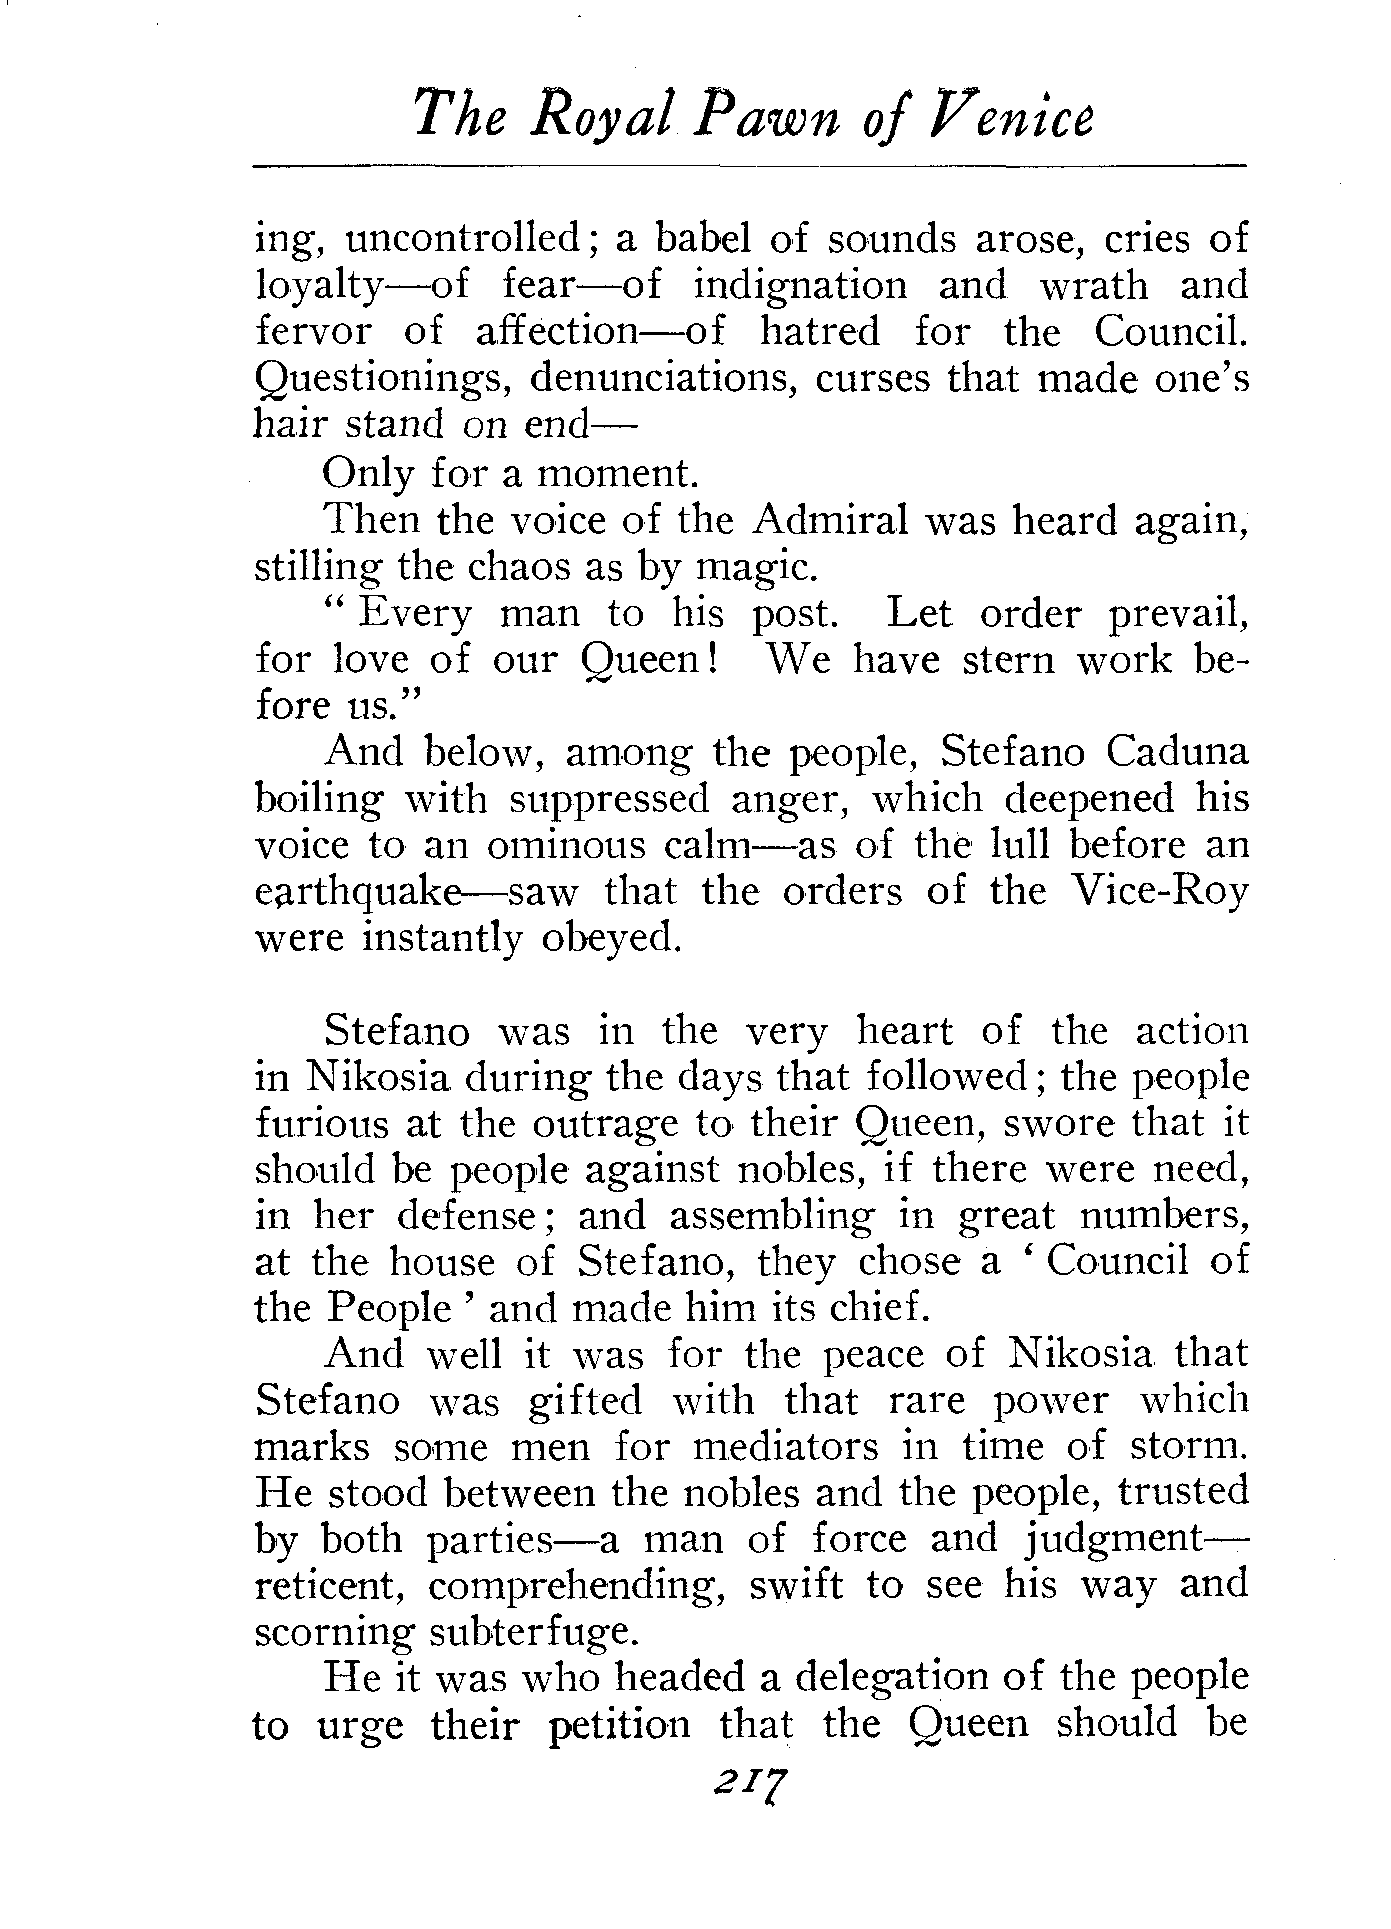 The Royal Pawn of Venice
ing, uncontrolled; a babel of sounds arose, cries of
loyalty—of fear—of indignation and wrath and
fervor of affection—of hatred for the Council.
Questionings, denunciations, curses that made one's
hair stand on end—
Only for a moment.
Then the voice of the Admiral was heard again,
stilling the chaos as by magic.
" Every man to his post. Let order prevail,
for love of our Queen! We have stern work be-
fore us."
And below, among the people, Stefano Caduna
boiling with suppressed anger, which deepened his
voice to an ominous calm—as of the lull before an
earthquake—saw that the orders of the Vice-Roy
were instantly obeyed.
Stefano was in the very heart of the action
in Nikosia during the days that followed; the people
furious at the outrage to their Queen, swore that it
should be people against nobles, if there were need,
in her defense; and assembling in great numbers,
at the house of Stefano, they chose a ' Council of
the People ' and made him its chief.
And well it was for the peace of Nikosia that
Stefano was gifted with that rare power which
marks some men for mediators in time of storm.
He stood between the nobles and the people, trusted
by both parties—a man of force and judgment—
reticent, comprehending, swift to see his way and
scorning subterfuge.
He it was who headed a delegation of the people
to urge their petition that the Queen should be
217